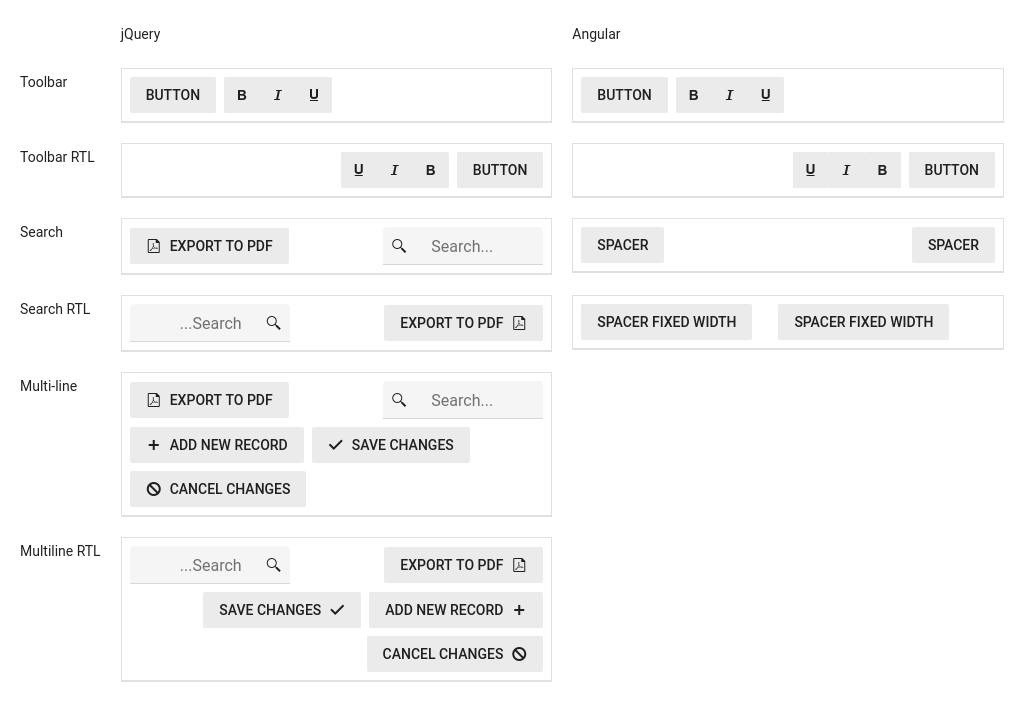 jQuery Angular
Toolbar BUTTON B I U BUTTON B I U
Toolbar RTL U I B BUTTON U I B BUTTON
Search EXPORT TO PDF Search... SPACER SPACER
Search RTL ...Search EXPORT TO PDF SPACER FIXED WIDTH SPACER FIXED WIDTH
Multi-line EXPORT TO PDF Search...
ADD NEW RECORD SAVE CHANGES
CANCEL CHANGES
Multiline RTL ...Search EXPORT TO PDF
SAVE CHANGES ADD NEW RECORD
CANCEL CHANGES